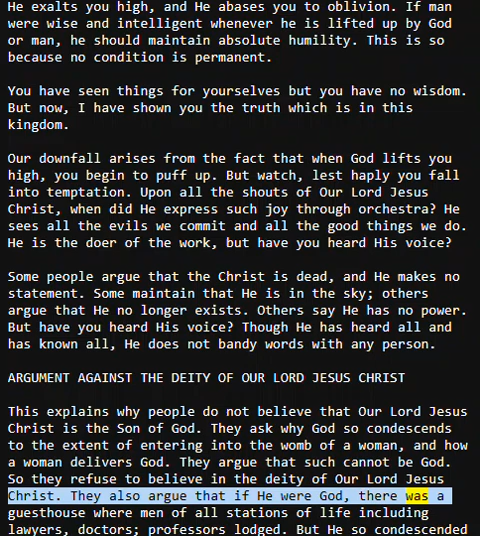 He exalts you high, and He abases you to oblivion. If man
were wise and intelligent whenever he is lifted up by God
or man, he should maintain absolute humility. This is so
because no condition is permanent.
You have seen things for yourselves but you have no wisdom.
But now, I have shown you the truth which is in this
kingdom.
Our downfall arises from the fact that when God lifts you
high, you begin to puff up. But watch, lest haply you fall
into temptation. Upon all the shouts of Our Lord Jesus
Christ, when did He express such joy through orchestra? He
sees all the evils we commit and all the good things we do.
He is the doer of the work, but have you heard His voice?
Some people argue that the Christ is dead, and He makes no
statement. Some maintain that He is in the sky; others
argue that He no longer exists. Others say He has no power.
But have you heard His voice? Though He has heard all and
has known all, He does not bandy words with any person.
ARGUMENT AGAINST THE DEITY OF OUR LORD JESUS CHRIST
This explains why people do not believe that Our Lord Jesus
Christ is the Son of God. They ask why God so condescends
to the extent of entering into the womb of a woman, and how
a woman delivers God. They argue that such cannot be God.
So they refuse to believe in the deity of Our Lord Jesus
Christ. They also argue that if He were God, there was a
guesthouse where men of all stations of life including
lawyers, doctors; professors lodged. But He so condescended